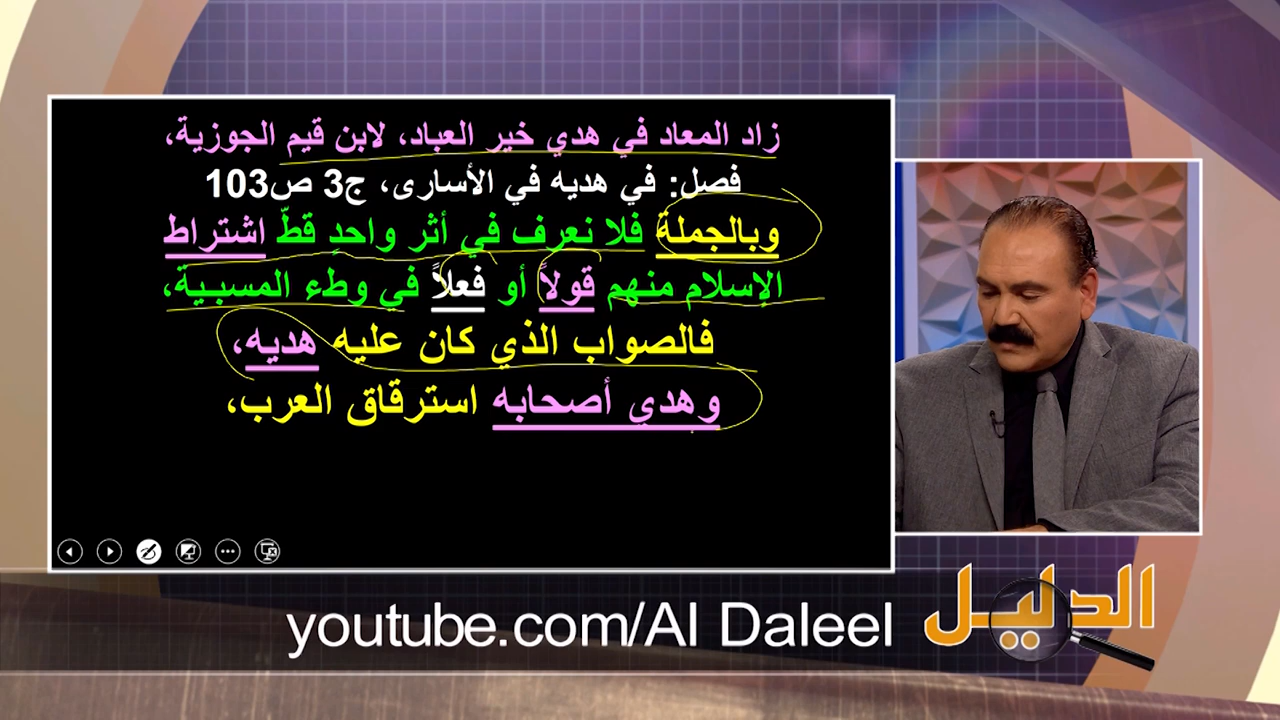 زاد المعاد في هدي خير العباد، لابن قيم الجوزية،
فصل: في هديه في الأسارى، ج3 ص103
وبالجملة فلا نعرف في أثر واحدٍ قطّ اشتراط
الإسلام منهم قولاً أو فعلاً في وطء المسبية،
فالصواب الذي كان عليه هديه،
وهدي أصحابه استرقاق العرب،
الدليل
youtube.com/Al Daleel